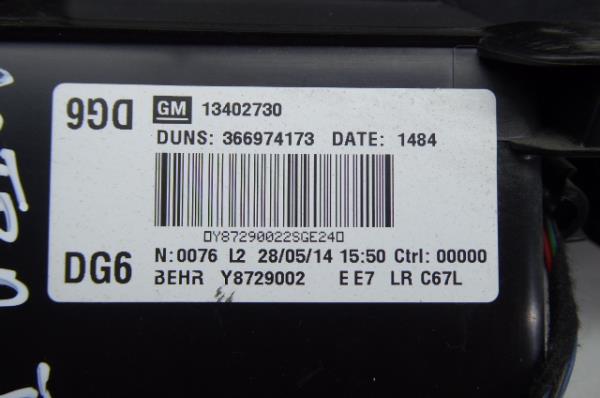 DG6
GM 13402730
DUNS: 366974173 DATE: 1484
▯Y87290022SGE24▯
DG6
N:0076 L2 28/05/14 15:50 Ctrl: 00000
BEHR Y8729002 E E7 LR C67L